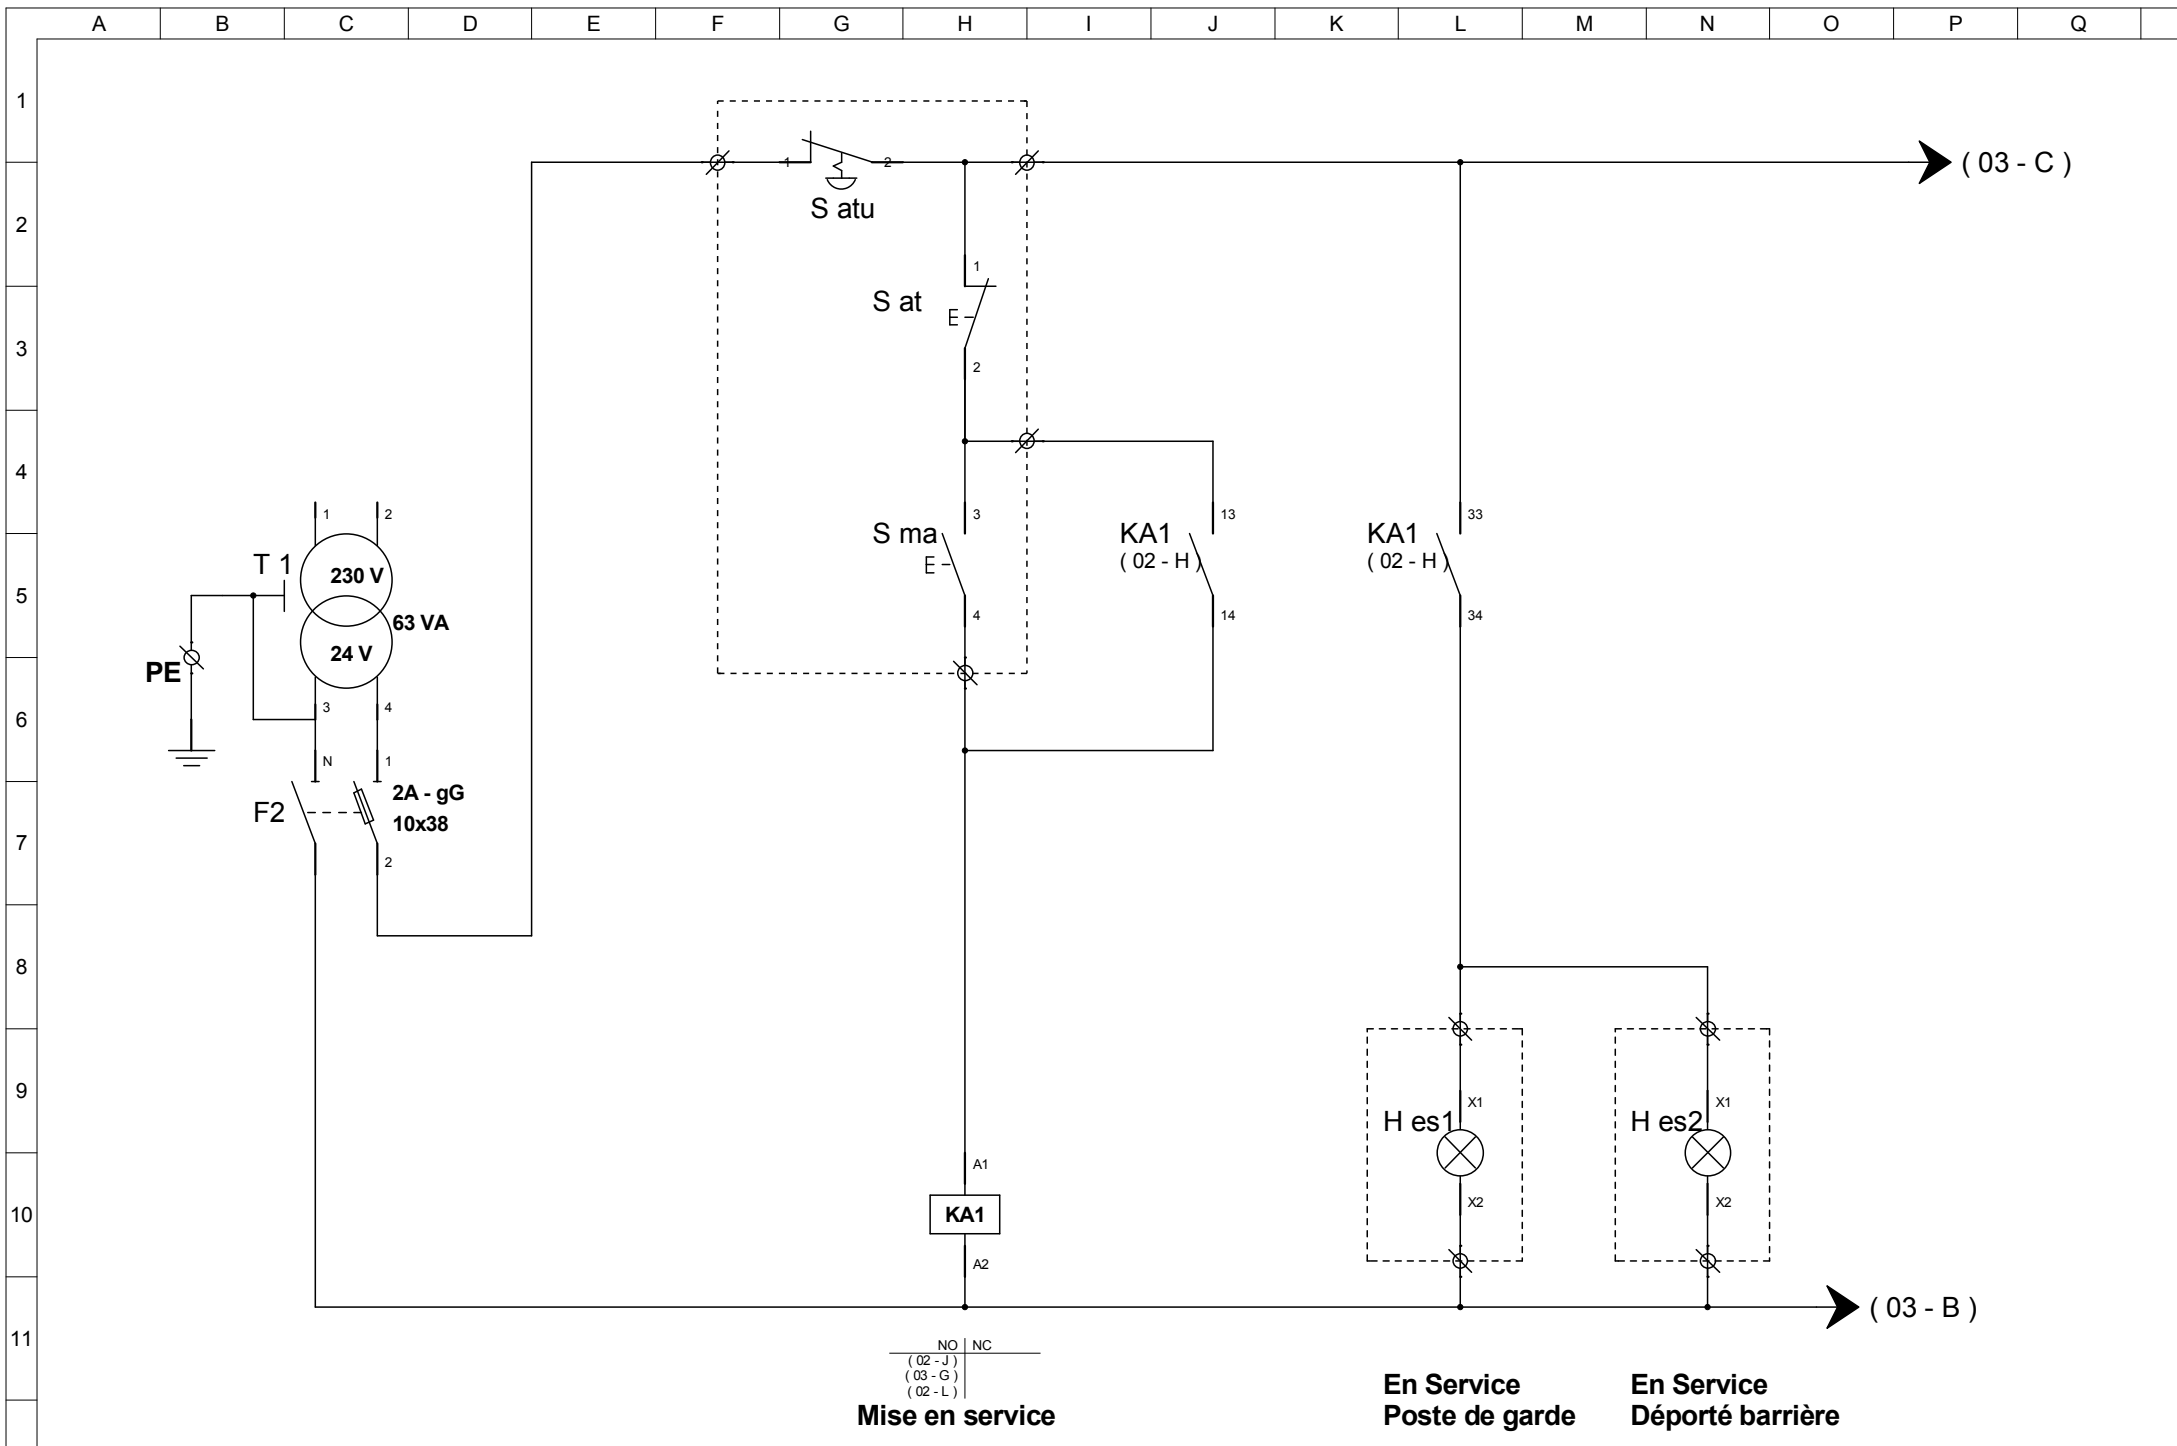 A B C D E F G H I J K L M N O P Q
1
1 2
( 03 - C )
S atu
2
1
S at
3
2
4
1 2
3
13
33
S ma
KA1
KA1
( 02 - H )
( 02 - H )
T 1
230 V
5
63 VA
4
14
34
24 V
PE
6
3 4
N 1
2A - gG
F2
10x38
7
2
8
9
X1
X1
H es1
H es2
A1
10
KA1
X2
X2
A2
( 03 - B )
11
NO NC
( 02 - J )
( 03 - G )
( 02 - L )
Mise en service
En Service
Poste de garde
En Service
Déporté barrière